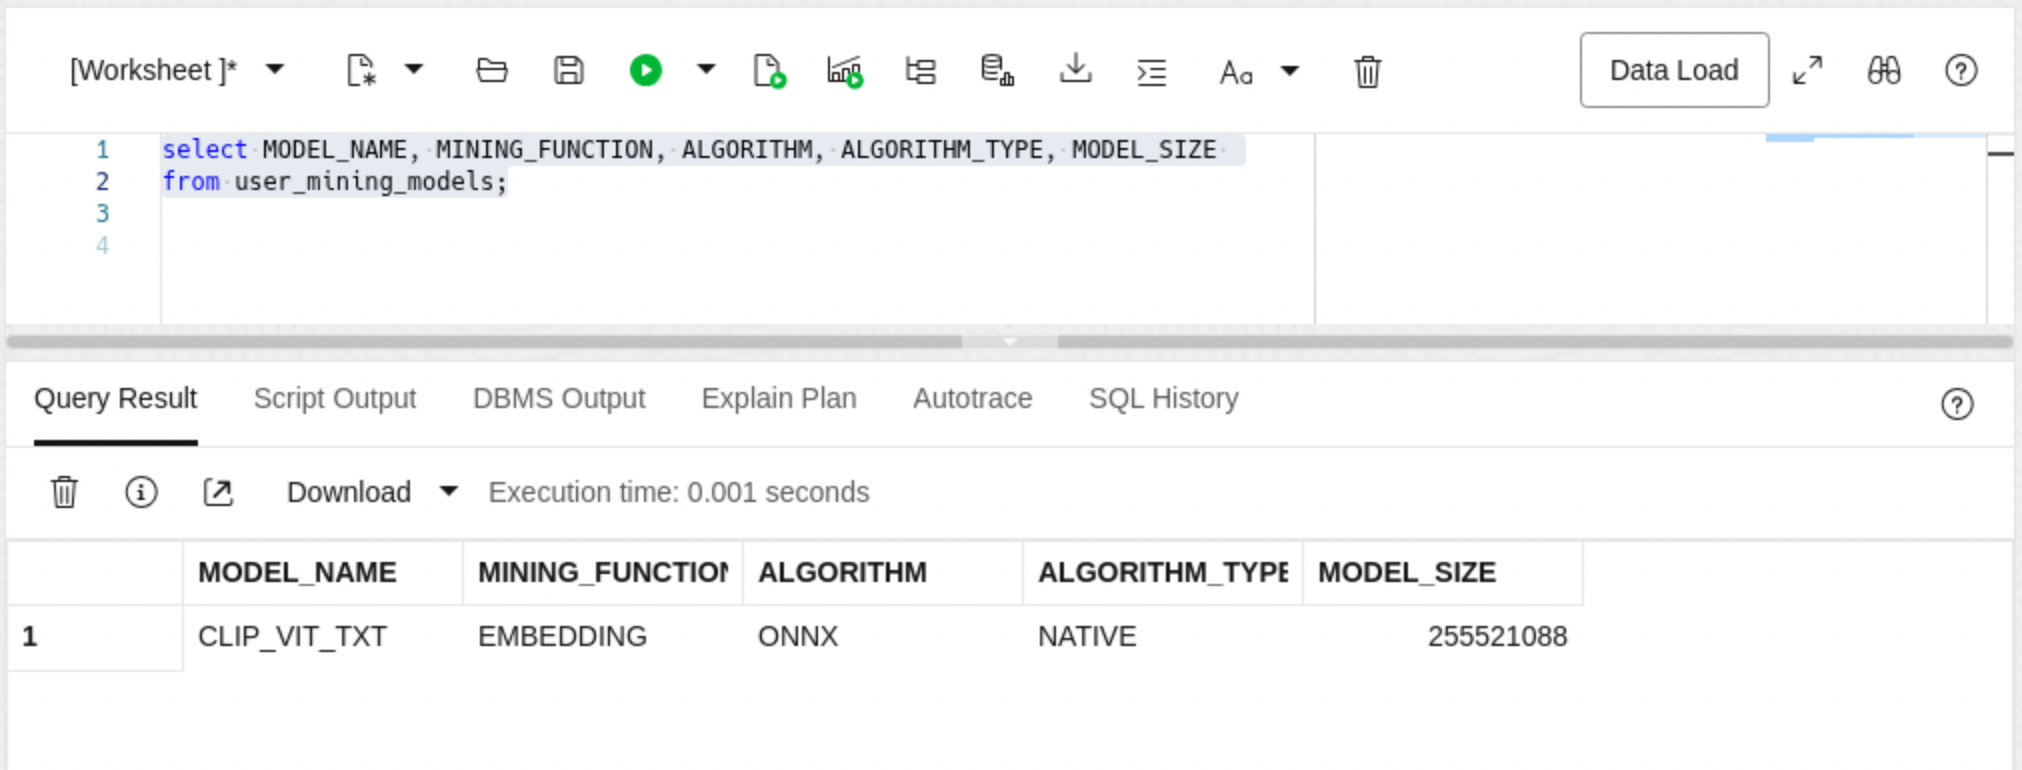 [Worksheet ]* Aa Data Load
1 select MODEL_NAME, MINING_FUNCTION, ALGORITHM, ALGORITHM_TYPE, MODEL_SIZE
2 from user_mining_models;
3
4
Query Result Script Output DBMS Output Explain Plan Autotrace SQL History
Download Execution time: 0.001 seconds
MODEL_NAME MINING_FUNCTION ALGORITHM ALGORITHM_TYPE MODEL_SIZE
1 CLIP_VIT_TXT EMBEDDING ONNX NATIVE 255521088